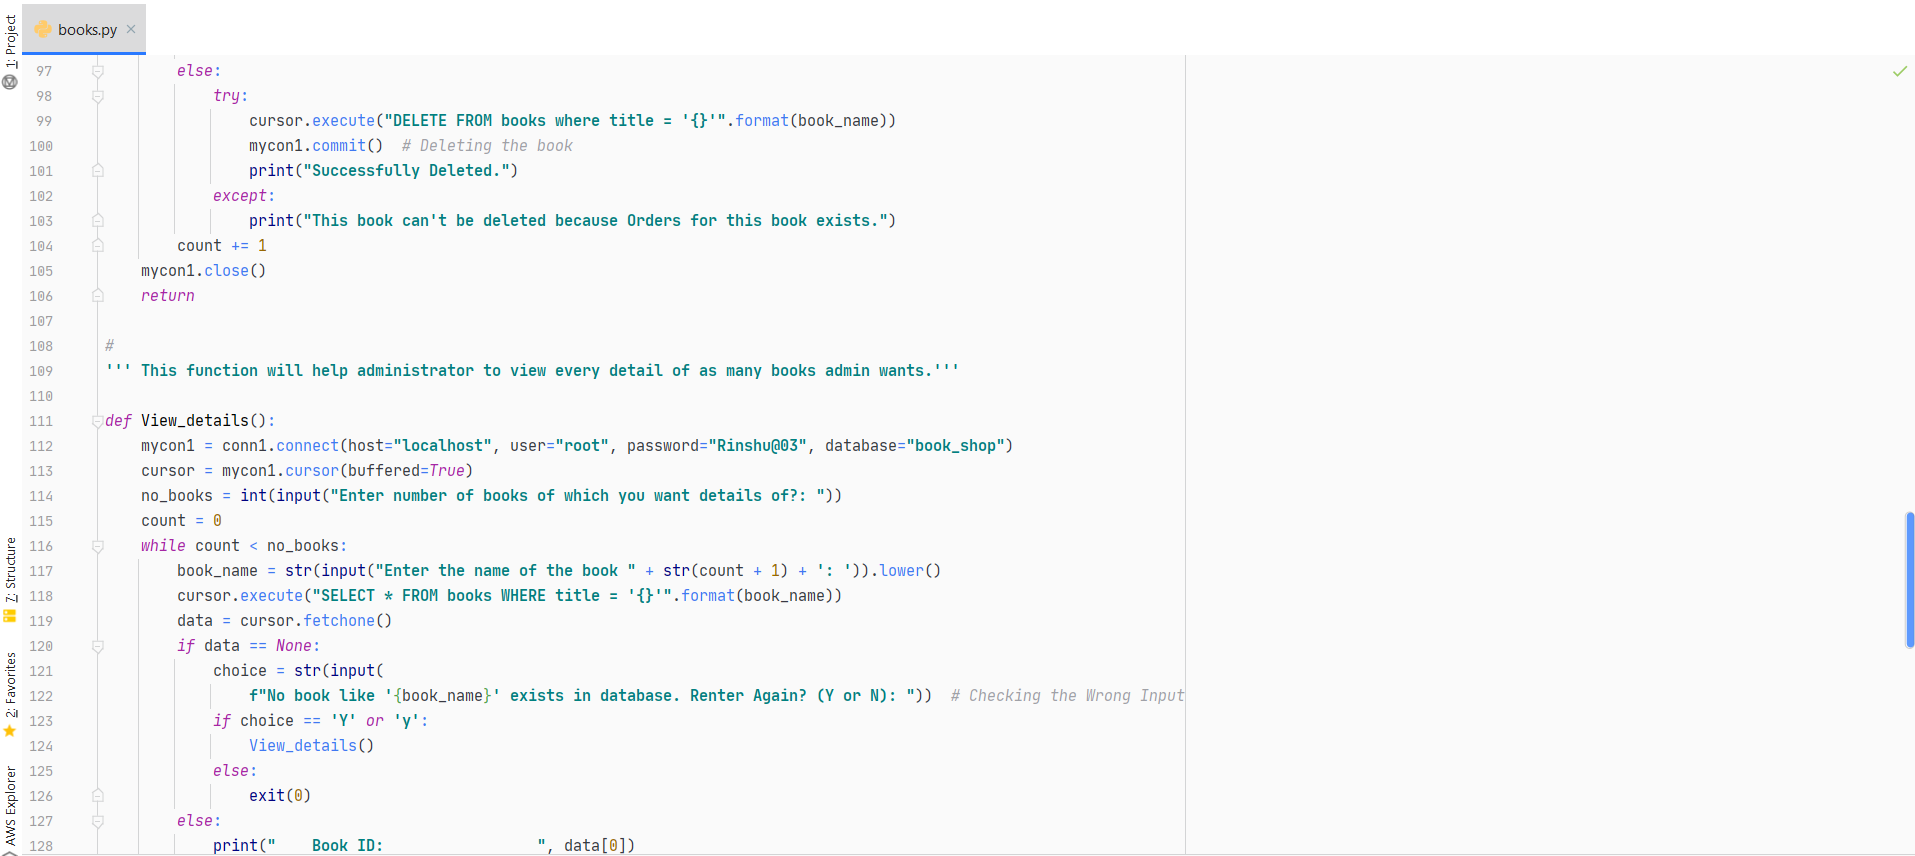 books.py
1: Project
7: Structure
2: Favorites
AWS Explorer
97 else:
98 try:
99 cursor.execute("DELETE FROM books where title = '{}'".format(book_name))
100 mycon1.commit()  # Deleting the book
101 print("Successfully Deleted.")
102 except:
103 print("This book can't be deleted because Orders for this book exists.")
104 count += 1
105 mycon1.close()
106 return
107
108 #
109 ''' This function will help administrator to view every detail of as many books admin wants.'''
110
111 def View_details():
112 mycon1 = conn1.connect(host="localhost", user="root", password="Rinshu@03", database="book_shop")
113 cursor = mycon1.cursor(buffered=True)
114 no_books = int(input("Enter number of books of which you want details of?: "))
115 count = 0
116 while count < no_books:
117 book_name = str(input("Enter the name of the book " + str(count + 1) + ': ')).lower()
118 cursor.execute("SELECT * FROM books WHERE title = '{}'".format(book_name))
119 data = cursor.fetchone()
120 if data == None:
121 choice = str(input(
122 f"No book like '{book_name}' exists in database. Renter Again? (Y or N): "))  # Checking the Wrong Input
123 if choice == 'Y' or 'y':
124 View_details()
125 else:
126 exit(0)
127 else:
128 print("    Book ID:                 ", data[0])